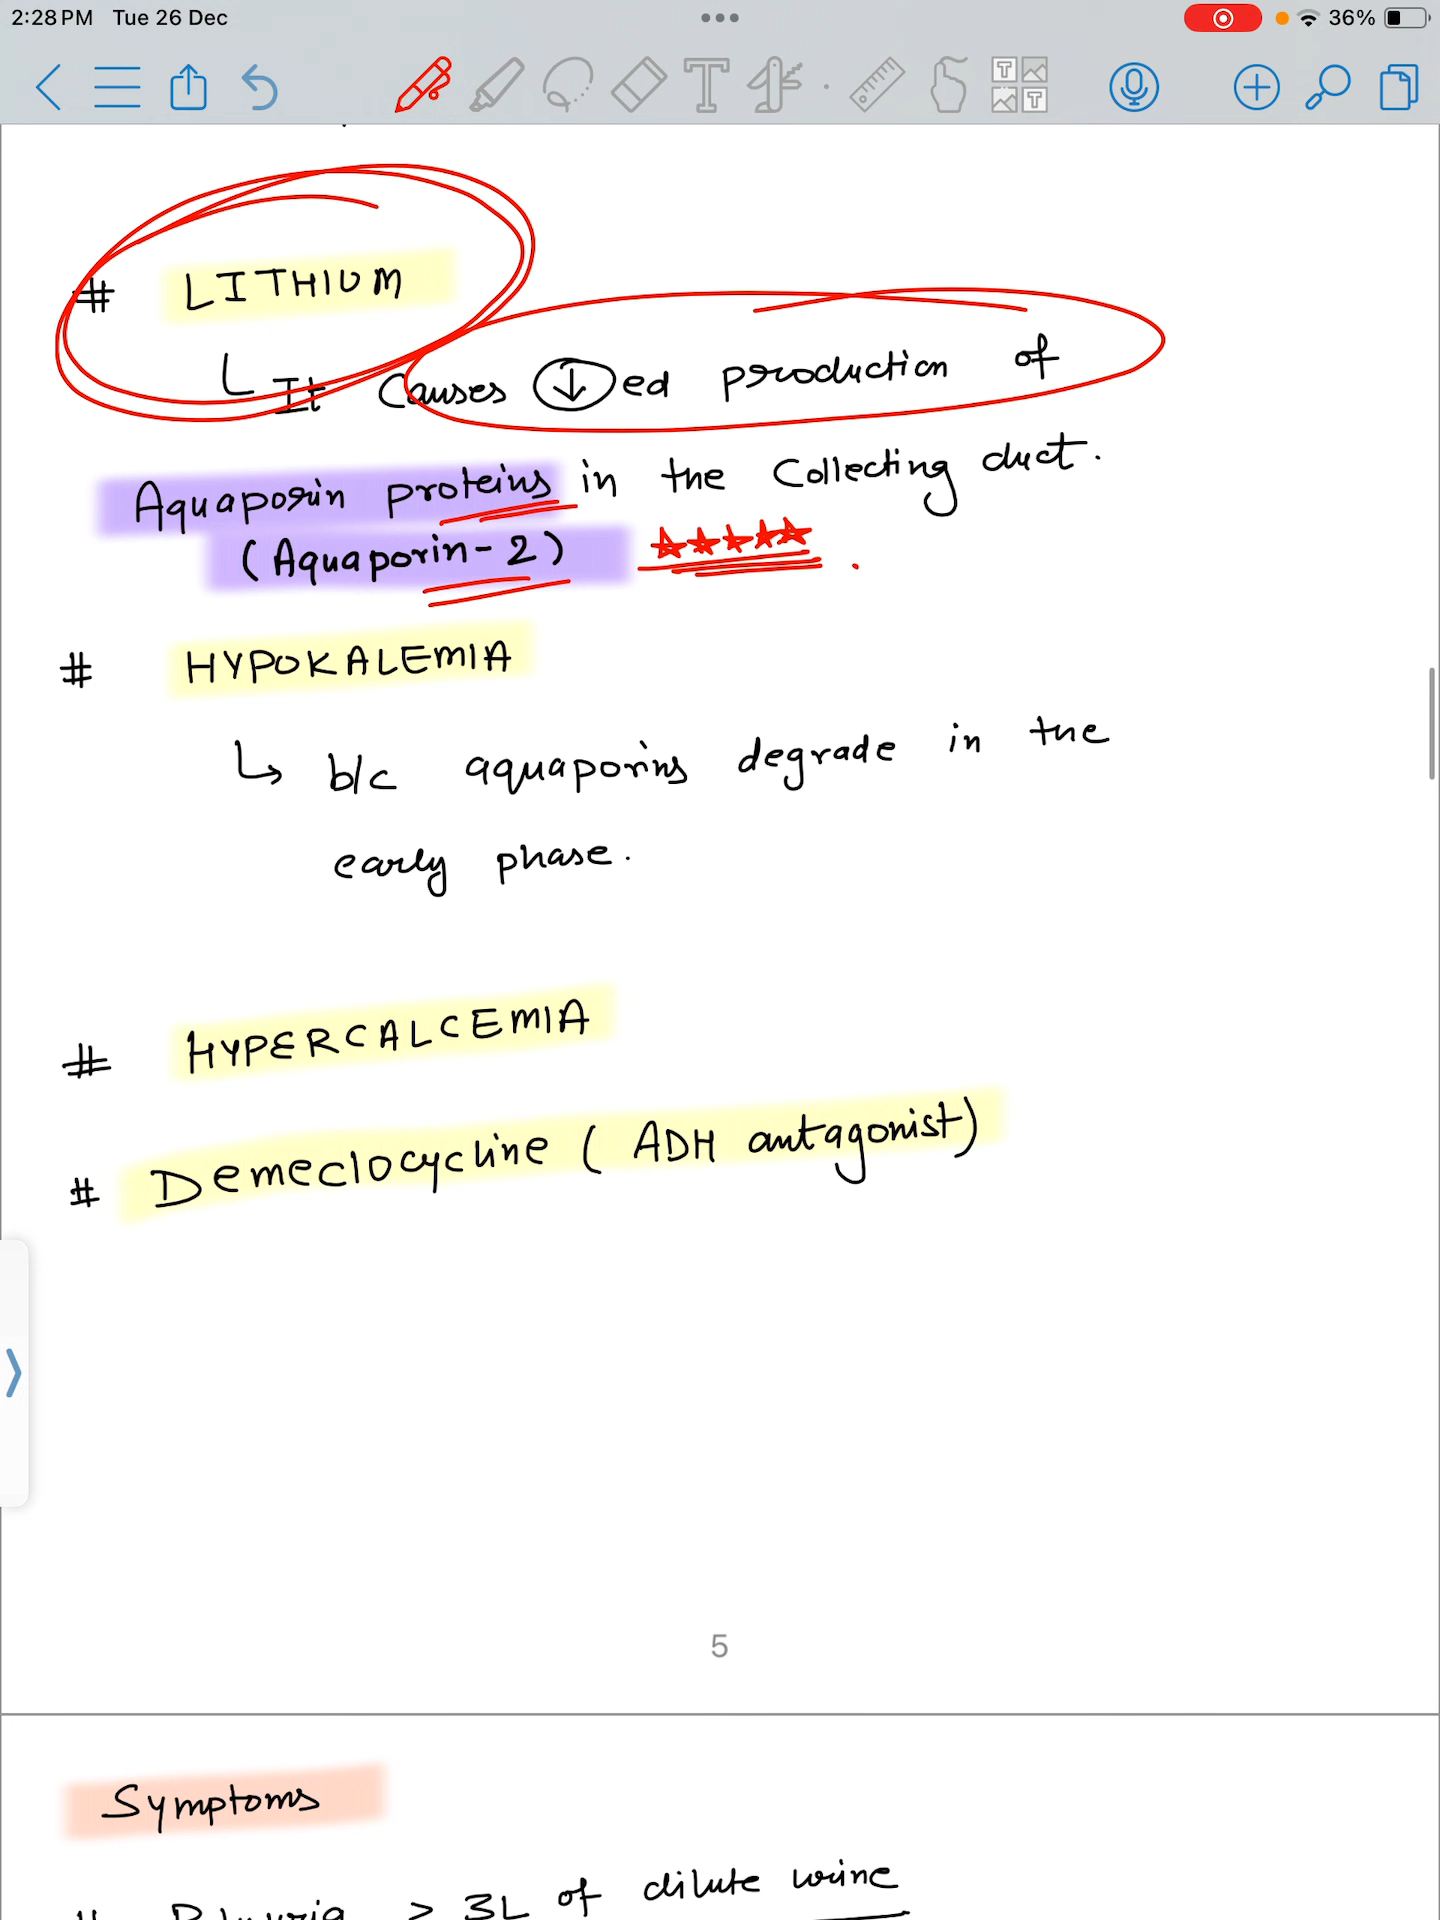 2:28 PM Tue 26 Dec
36%
# LITHIUM
It Causes ↓ed production of
Aquaporin proteins in the Collecting duct.
(Aquaporin-2) ☆☆☆☆☆
# HYPOKALEMIA
↳ b/c aquaporins degrade in the
early phase.
# HYPERCALCEMIA
# Demeclocycline (ADH antagonist)
5
Symptoms
> 3L of dilute urine